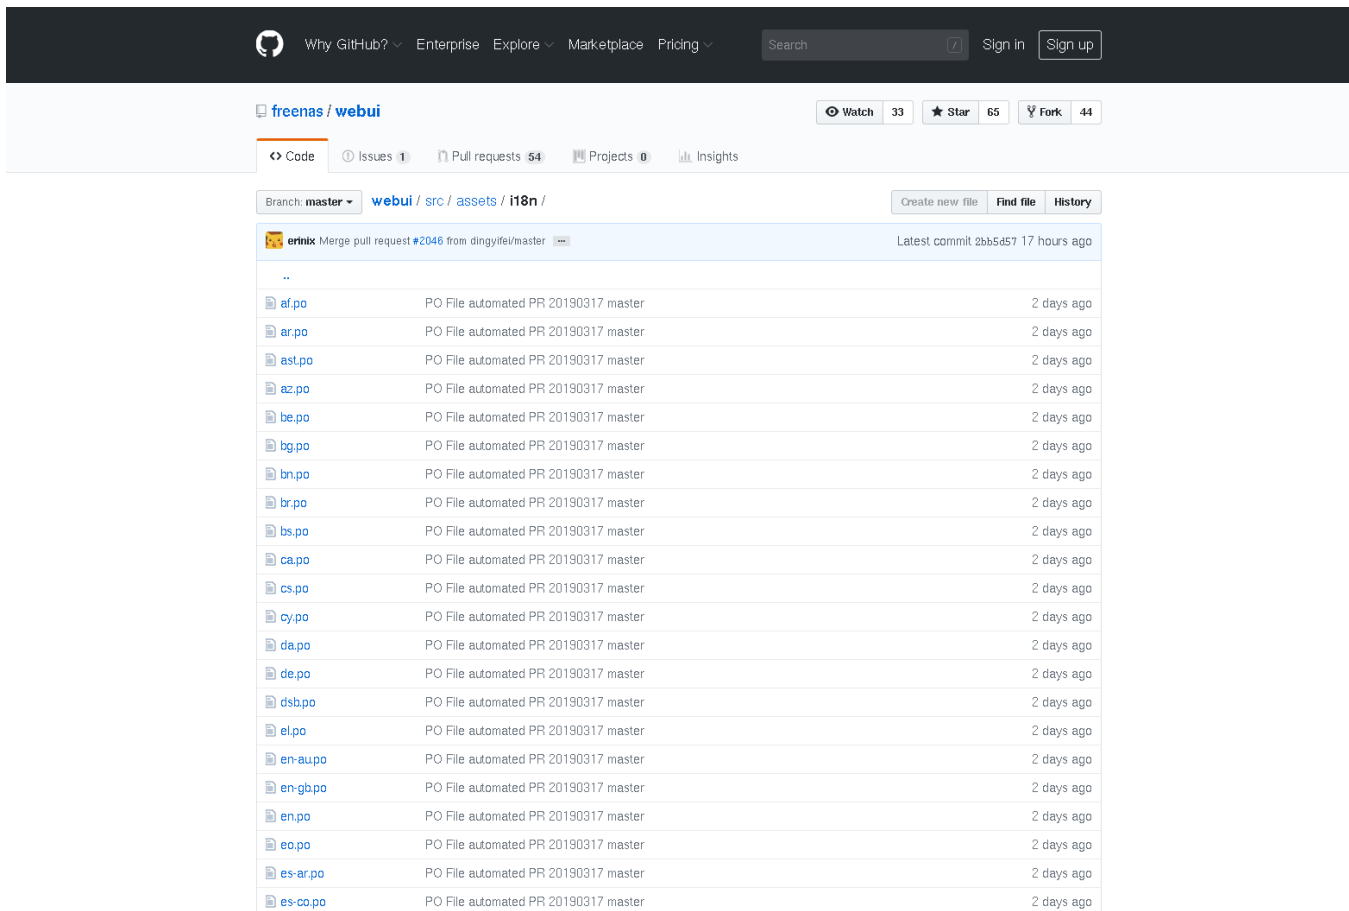 Why GitHub? Enterprise Explore Marketplace Pricing Search / Sign in Sign up
freenas / webui Watch 33 Star 65 Fork 44
Code Issues 1 Pull requests 54 Projects 0 Insights
Branch: master webui / src / assets / i18n / Create new file Find file History
erinix Merge pull request #2046 from dingyifei/master … Latest commit 2bb5d57 17 hours ago
..
af.po PO File automated PR 20190317 master 2 days ago
ar.po PO File automated PR 20190317 master 2 days ago
ast.po PO File automated PR 20190317 master 2 days ago
az.po PO File automated PR 20190317 master 2 days ago
be.po PO File automated PR 20190317 master 2 days ago
bg.po PO File automated PR 20190317 master 2 days ago
bn.po PO File automated PR 20190317 master 2 days ago
br.po PO File automated PR 20190317 master 2 days ago
bs.po PO File automated PR 20190317 master 2 days ago
ca.po PO File automated PR 20190317 master 2 days ago
cs.po PO File automated PR 20190317 master 2 days ago
cy.po PO File automated PR 20190317 master 2 days ago
da.po PO File automated PR 20190317 master 2 days ago
de.po PO File automated PR 20190317 master 2 days ago
dsb.po PO File automated PR 20190317 master 2 days ago
el.po PO File automated PR 20190317 master 2 days ago
en-au.po PO File automated PR 20190317 master 2 days ago
en-gb.po PO File automated PR 20190317 master 2 days ago
en.po PO File automated PR 20190317 master 2 days ago
eo.po PO File automated PR 20190317 master 2 days ago
es-ar.po PO File automated PR 20190317 master 2 days ago
es-co.po PO File automated PR 20190317 master 2 days ago